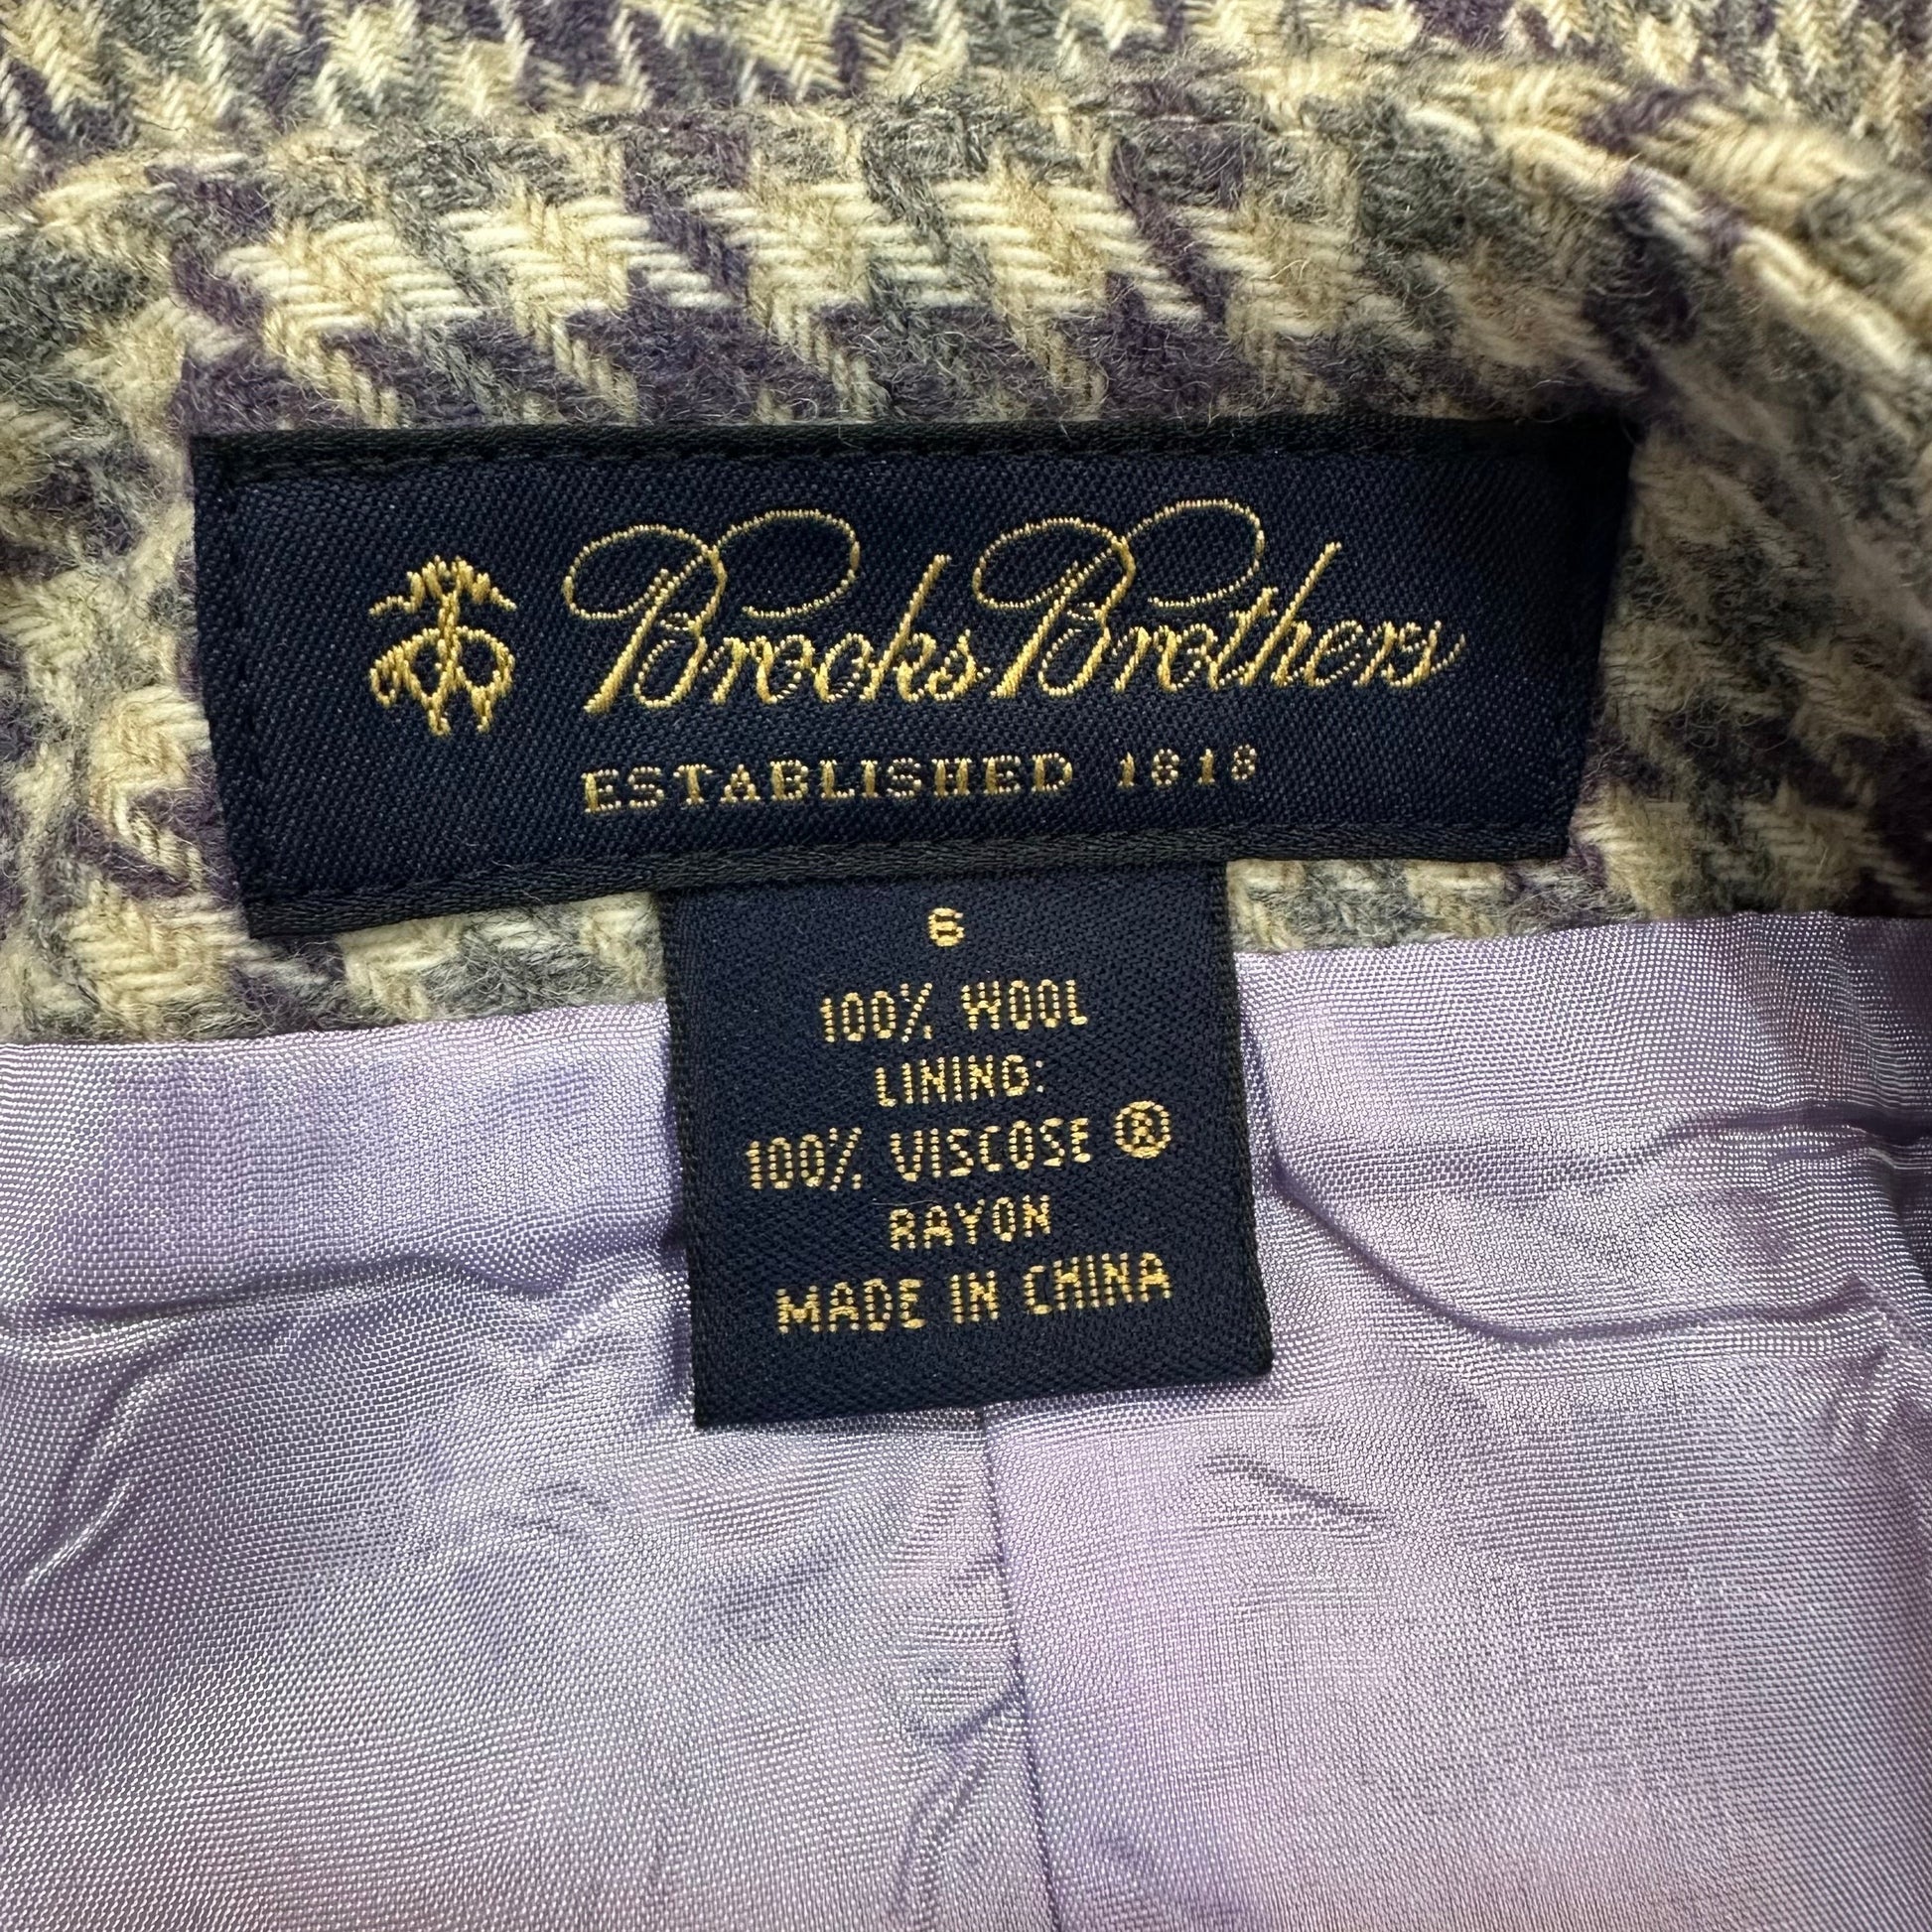 Brooks Brothers
ESTABLISHED 1818
6
100% WOOL
LINING:
100% VISCOSE ®
RAYON
MADE IN CHINA